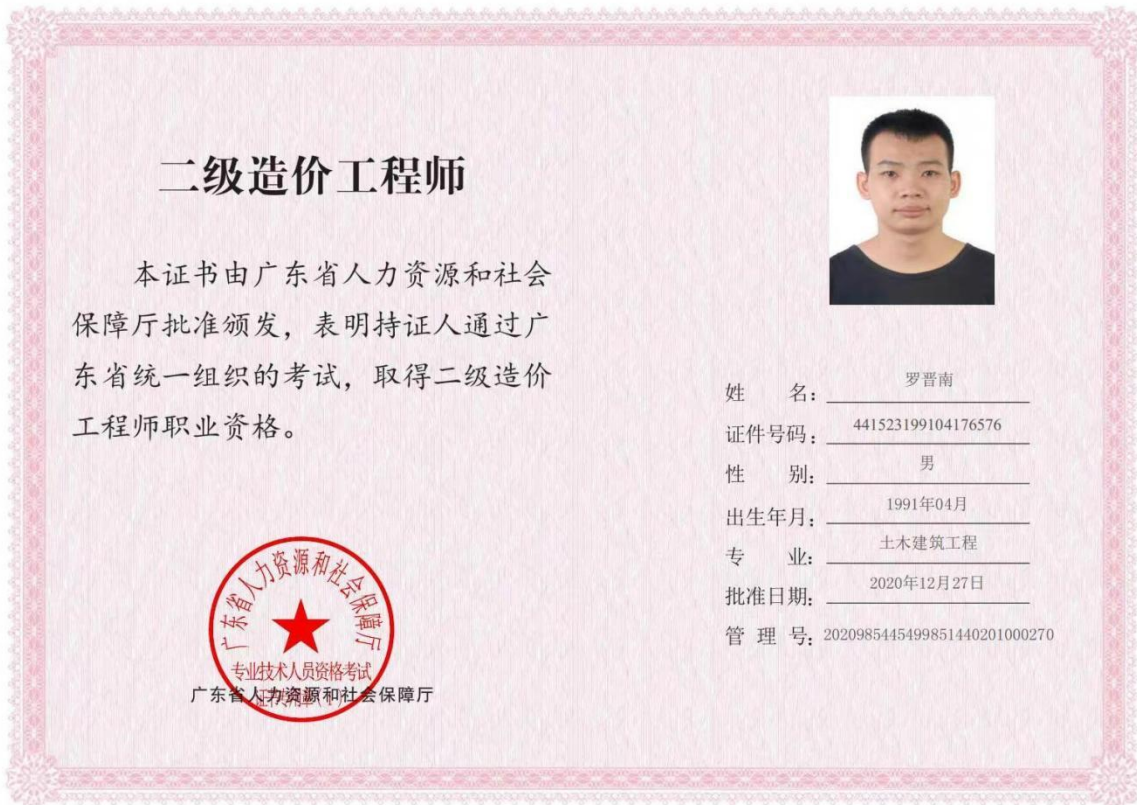 二级造价工程师
本证书由广东省人力资源和社会
保障厅批准颁发，表明持证人通过广
东省统一组织的考试，取得二级造价
工程师职业资格。
广东省人力资源和社会保障厅
专业技术人员资格考试
广东省人力资源和社会保障厅
姓 名：罗晋南
证件号码：441523199104176576
性 别：男
出生年月：1991年04月
专 业：土木建筑工程
批准日期：2020年12月27日
管 理 号：2020985445499851440201000270